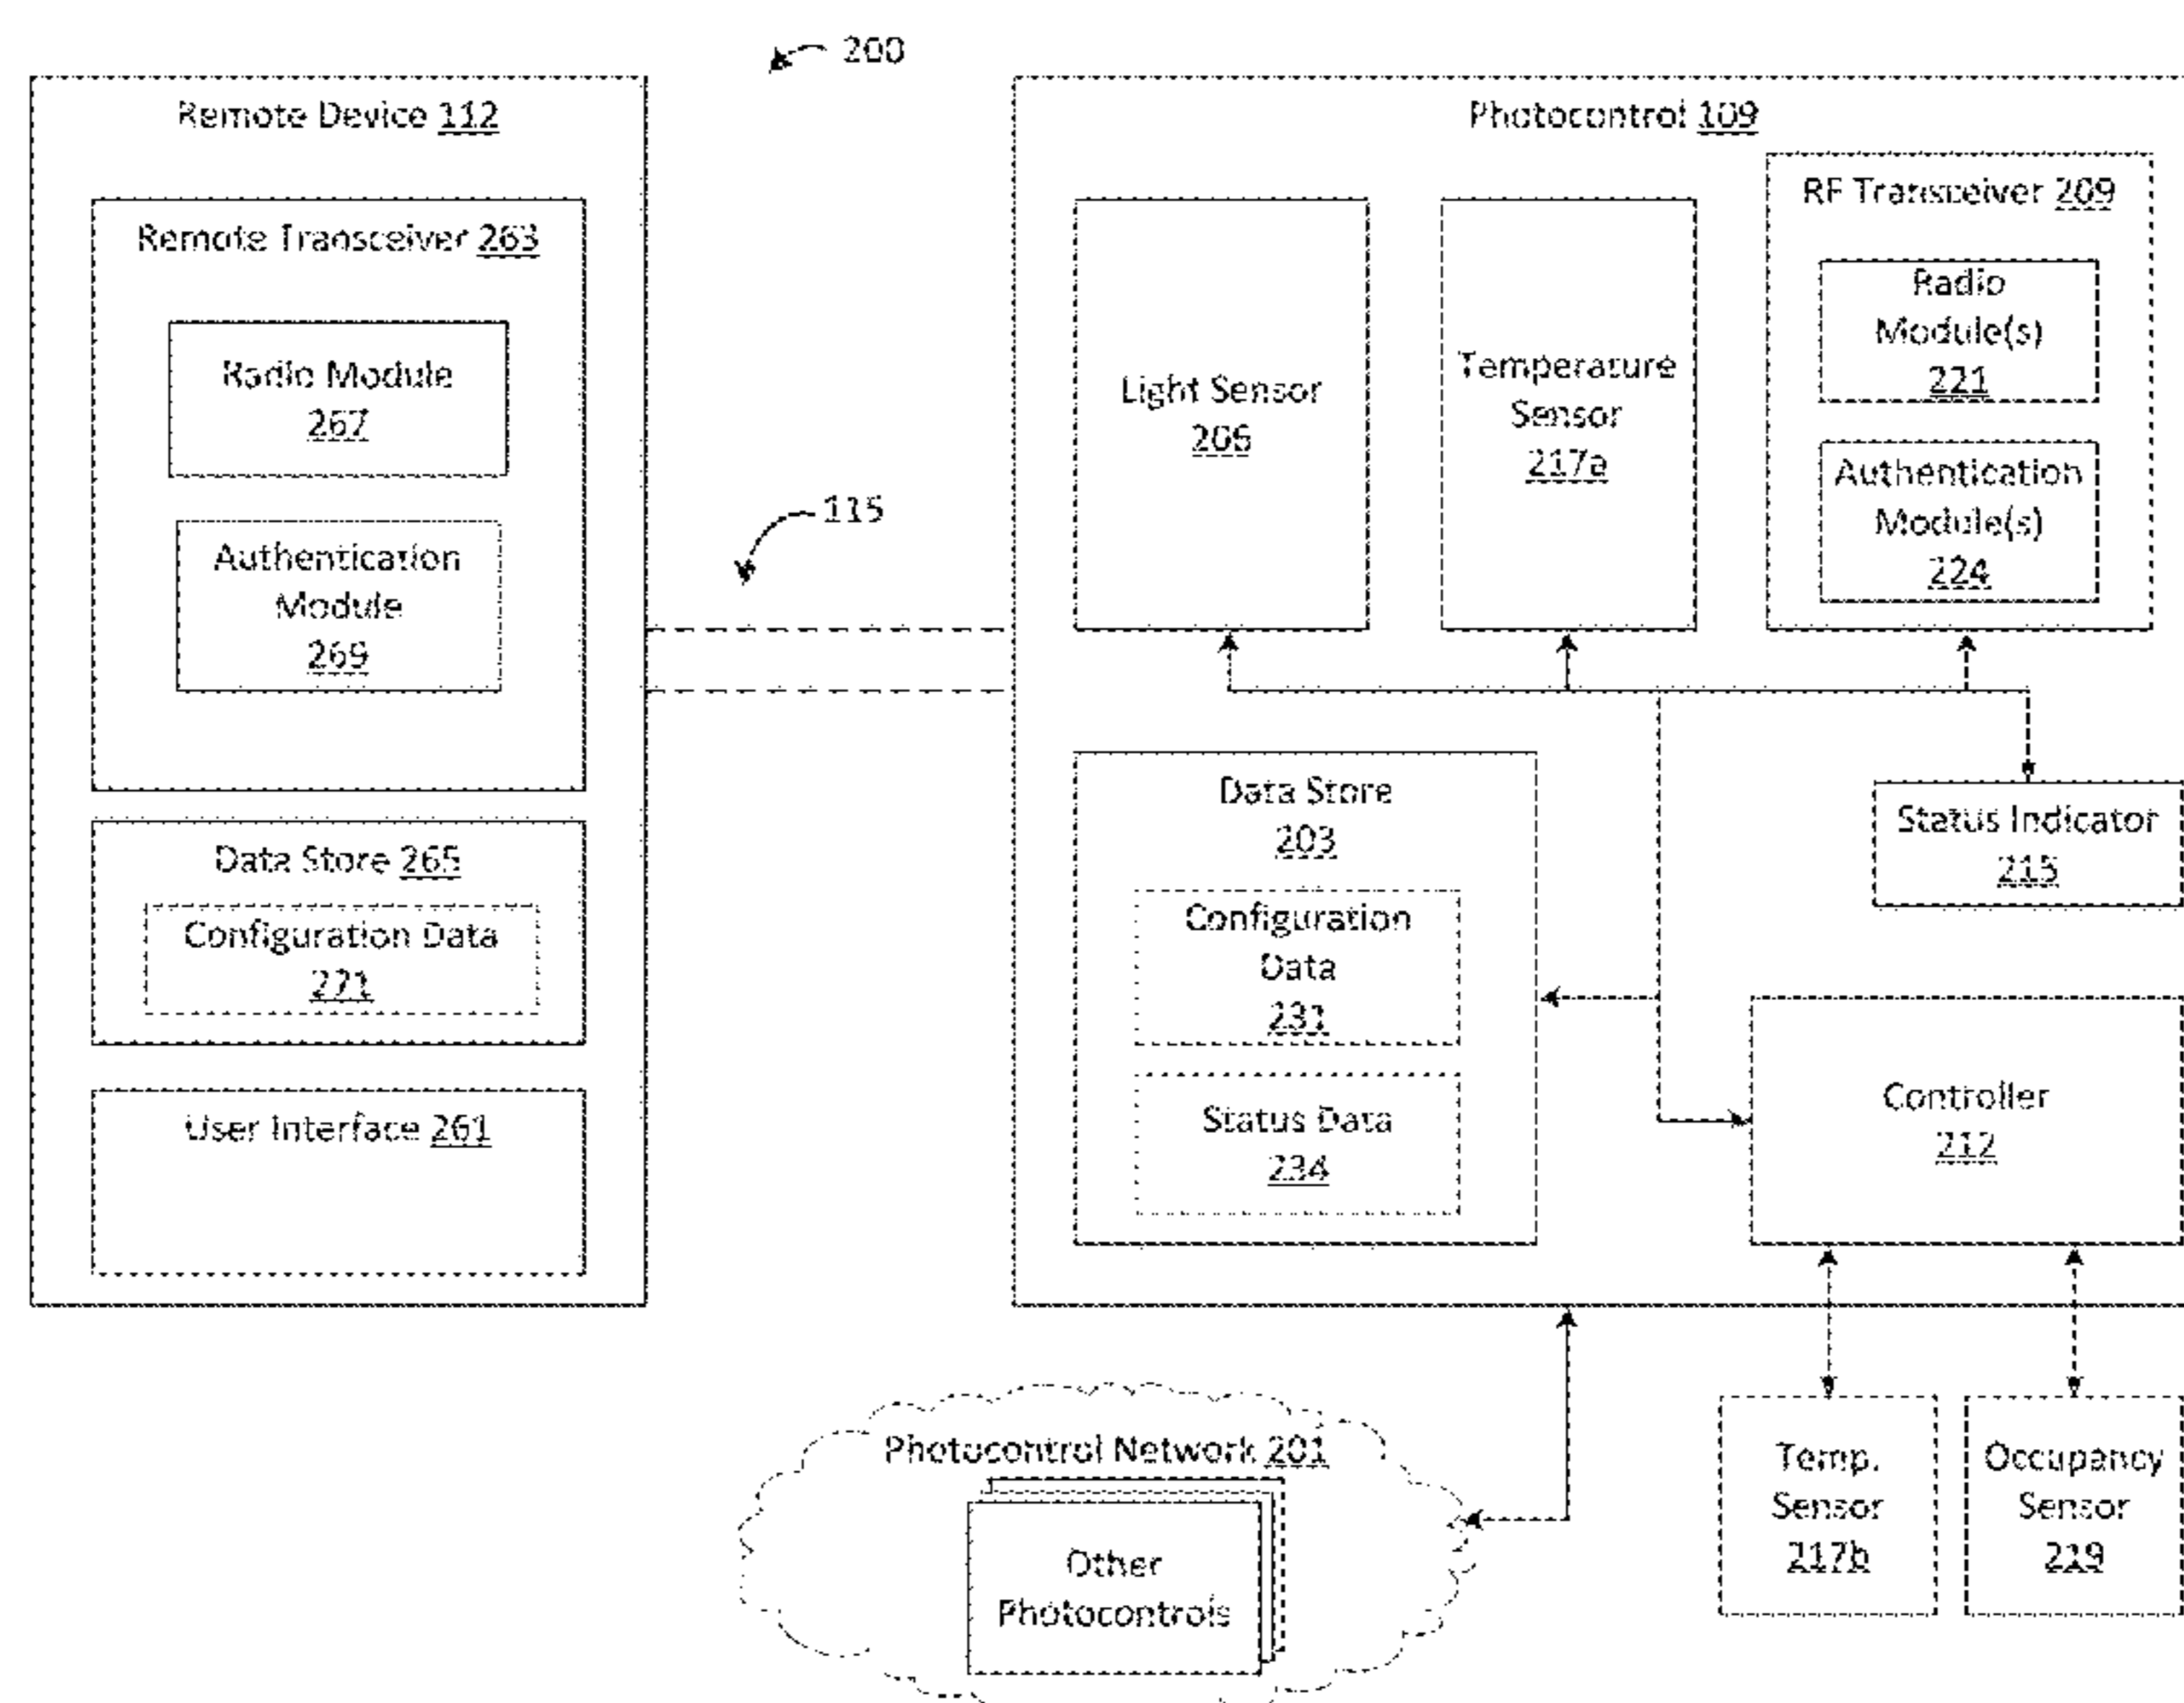 200
Remote Device 112
Remote Transceiver 263
Radio Module
267
Authentication
Module
269
Data Store 265
Configuration Data
271
User Interface 261
115
Photocontrol 109
Light Sensor
206
Temperature
Sensor
217a
RF Transceiver 209
Radio
Module(s)
221
Authentication
Module(s)
224
Data Store
203
Configuration
Data
231
Status Data
234
Status Indicator
215
Controller
212
Photocontrol Network 201
Other
Photocontrols
Temp.
Sensor
217b
Occupancy
Sensor
219